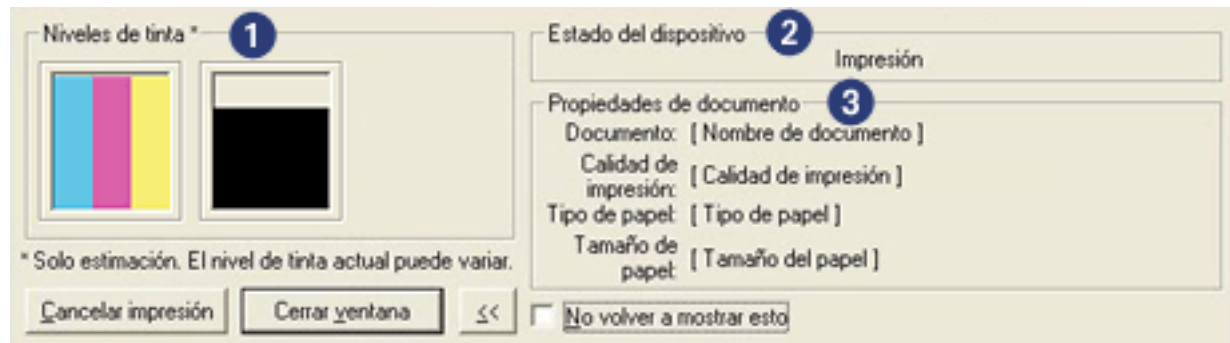 Niveles de tinta *
1
* Solo estimación. El nivel de tinta actual puede variar.
Cancelar impresión
Cerrar ventana
<<
Estado del dispositivo
2
Impresión
Propiedades de documento
3
Documento: [ Nombre de documento ]
Calidad de
impresión: [ Calidad de impresión ]
Tipo de papel: [ Tipo de papel ]
Tamaño de
papel: [ Tamaño del papel ]
No volver a mostrar esto